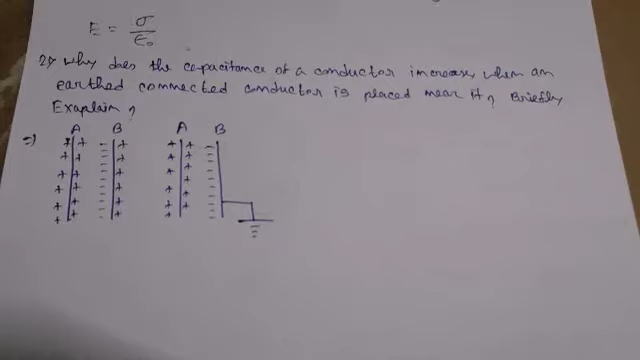 E = σ/ε₀
2) Why does the capacitance of a conductor increase, when an
earthed connected conductor is placed near it, Briefly
Exaplain ?
⇒) A B A B
+ + - + + + -
+ + - + + + -
+ + - + + + -
+ + - + + + -
+ + - + + + -
+ + - + + + -
+